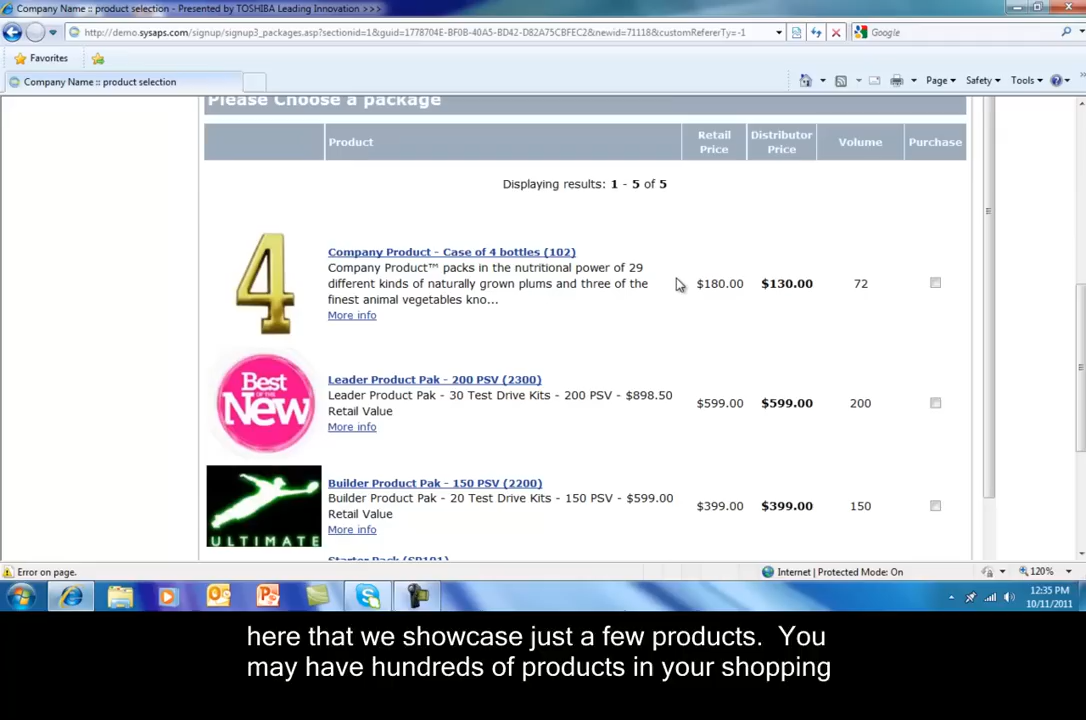 Company Name :: product selection - Presented by TOSHIBA Leading Innovation >>>
http://demo.sysaps.com/signup/signup3_packages.asp?sectionid=1&gguid=1778704E-BF0B-40A5-BD42-D82A75CBFEC2&newid=71118&customRefererTy=-1
Google
Favorites
Company Name :: product selection
Page
Safety
Tools
Please Choose a package
Product
Retail Price
Distributor Price
Volume
Purchase
Displaying results: 1 - 5 of 5
4
Company Product - Case of 4 bottles (102)
Company Product™ packs in the nutritional power of 29
different kinds of naturally grown plums and three of the
finest animal vegetables kno...
More info
$180.00 $130.00 72
Best
OF THE
New
Leader Product Pak - 200 PSV (2300)
Leader Product Pak - 30 Test Drive Kits - 200 PSV - $898.50
Retail Value
More info
$599.00 $599.00 200
ULTIMATE
Builder Product Pak - 150 PSV (2200)
Builder Product Pak - 20 Test Drive Kits - 150 PSV - $599.00
Retail Value
More info
$399.00 $399.00 150
Starter Pack (SP101)
Error on page.
Internet | Protected Mode: On
120%
12:35 PM
10/11/2011
here that we showcase just a few products. You
may have hundreds of products in your shopping